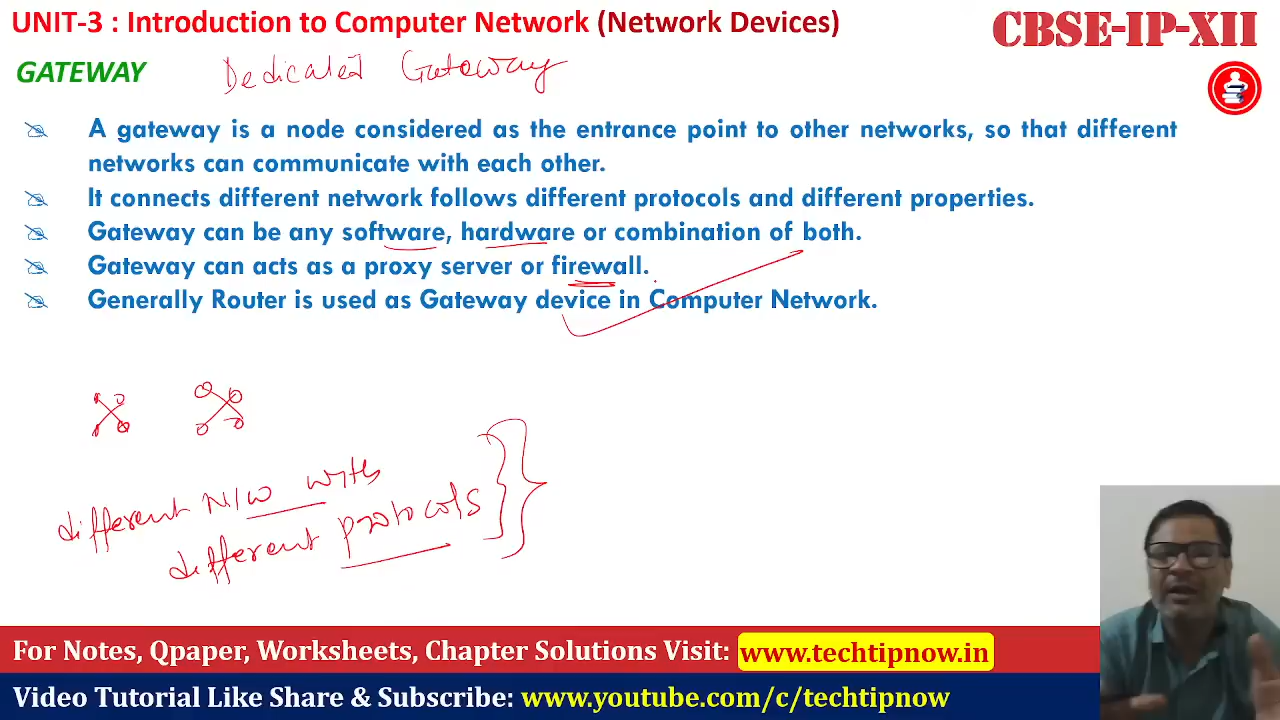 UNIT-3 : Introduction to Computer Network (Network Devices)
CBSE-IP-XII
GATEWAY
Dedicated Gateway
A gateway is a node considered as the entrance point to other networks, so that different
networks can communicate with each other.
It connects different network follows different protocols and different properties.
Gateway can be any software, hardware or combination of both.
Gateway can acts as a proxy server or firewall.
Generally Router is used as Gateway device in Computer Network.
different N/W with
different protocols
For Notes, Qpaper, Worksheets, Chapter Solutions Visit: www.techtipnow.in
Video Tutorial Like Share & Subscribe: www.youtube.com/c/techtipnow